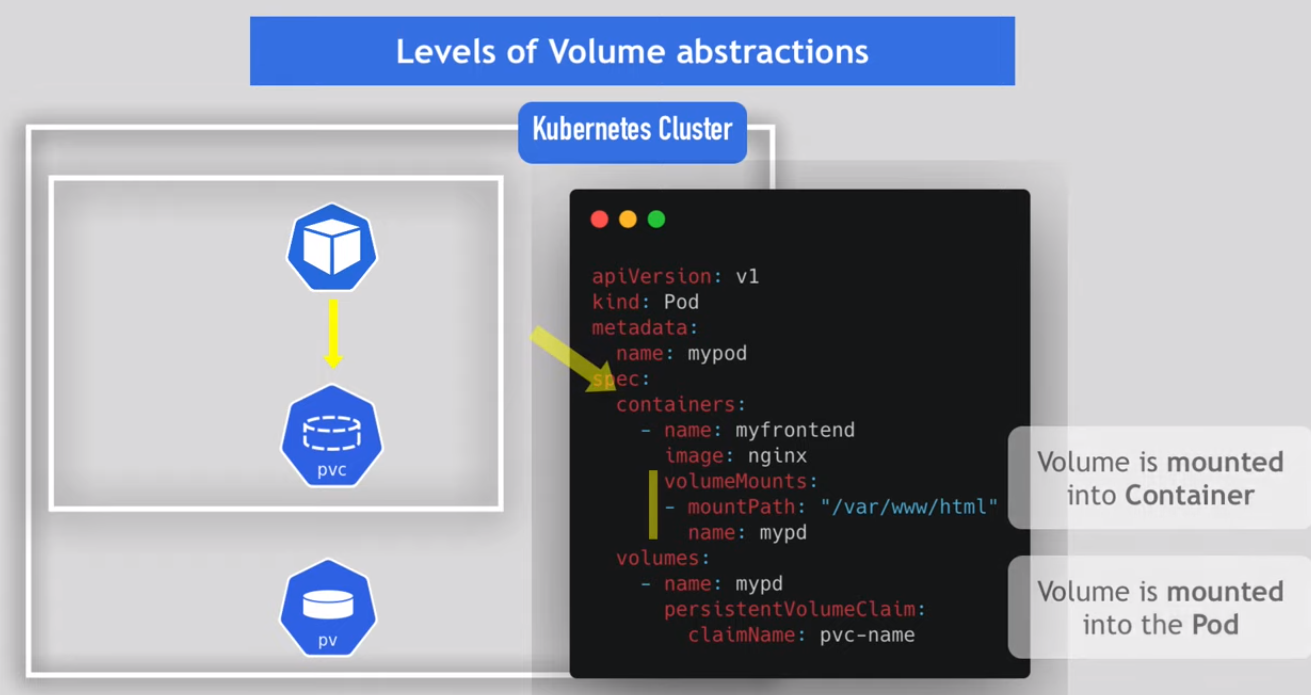 Levels of Volume abstractions
Kubernetes Cluster
pvc
pv
apiVersion: v1
kind: Pod
metadata:
  name: mypod
spec:
  containers:
    - name: myfrontend
      image: nginx
      volumeMounts:
      - mountPath: "/var/www/html"
        name: mypd
  volumes:
    - name: mypd
      persistentVolumeClaim:
        claimName: pvc-name
Volume is mounted
into Container
Volume is mounted
into the Pod